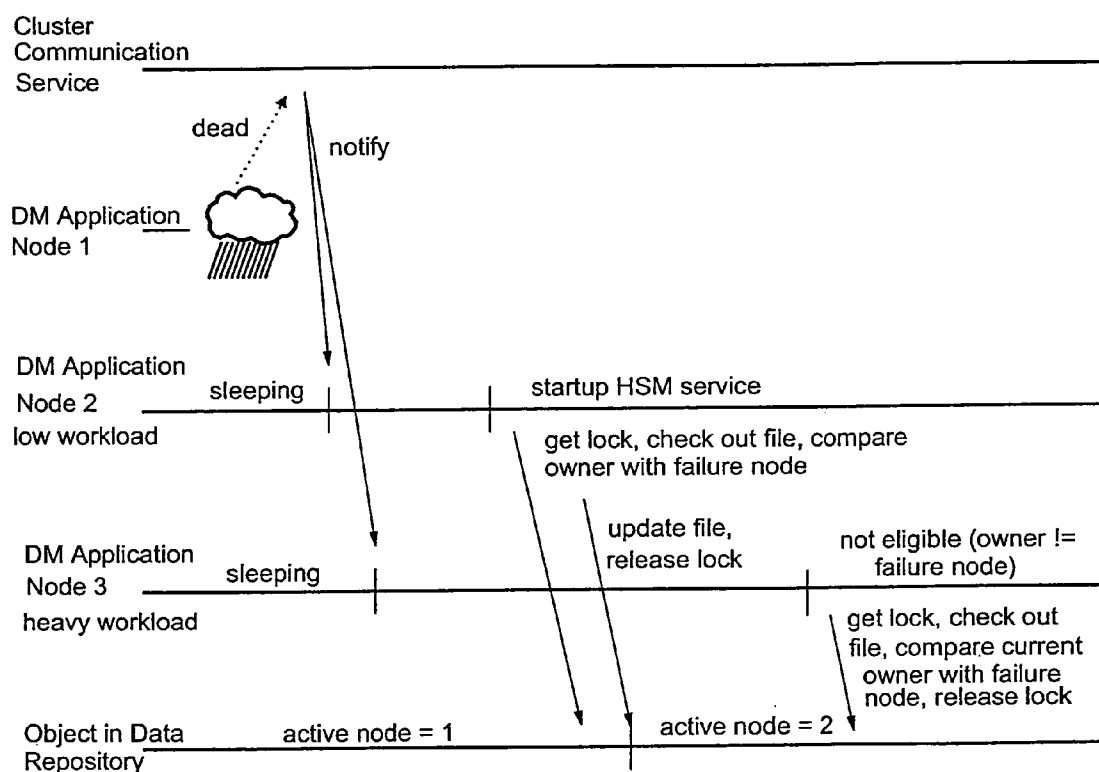 Cluster
Communication
Service
dead
notify
DM Application
Node 1
DM Application
Node 2
low workload
sleeping
startup HSM service
get lock, check out file, compare
owner with failure node
update file,
release lock
DM Application
Node 3
heavy workload
sleeping
not eligible (owner !=
failure node)
get lock, check out
file, compare current
owner with failure
node, release lock
Object in Data
Repository
active node = 1
active node = 2